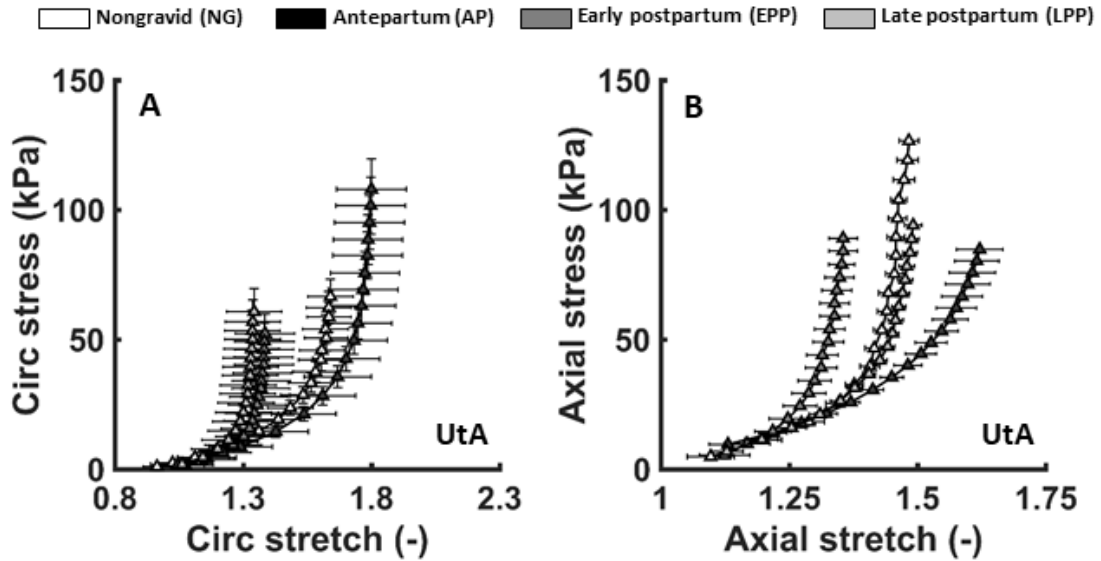 Nongravid (NG) Antepartum (AP) Early postpartum (EPP) Late postpartum (LPP)
A
B
Circ stress (kPa)
150
100
50
0
UtA
0.8 1.3 1.8 2.3
Circ stretch (-)
Axial stress (kPa)
150
100
50
0
UtA
1 1.25 1.5 1.75
Axial stretch (-)